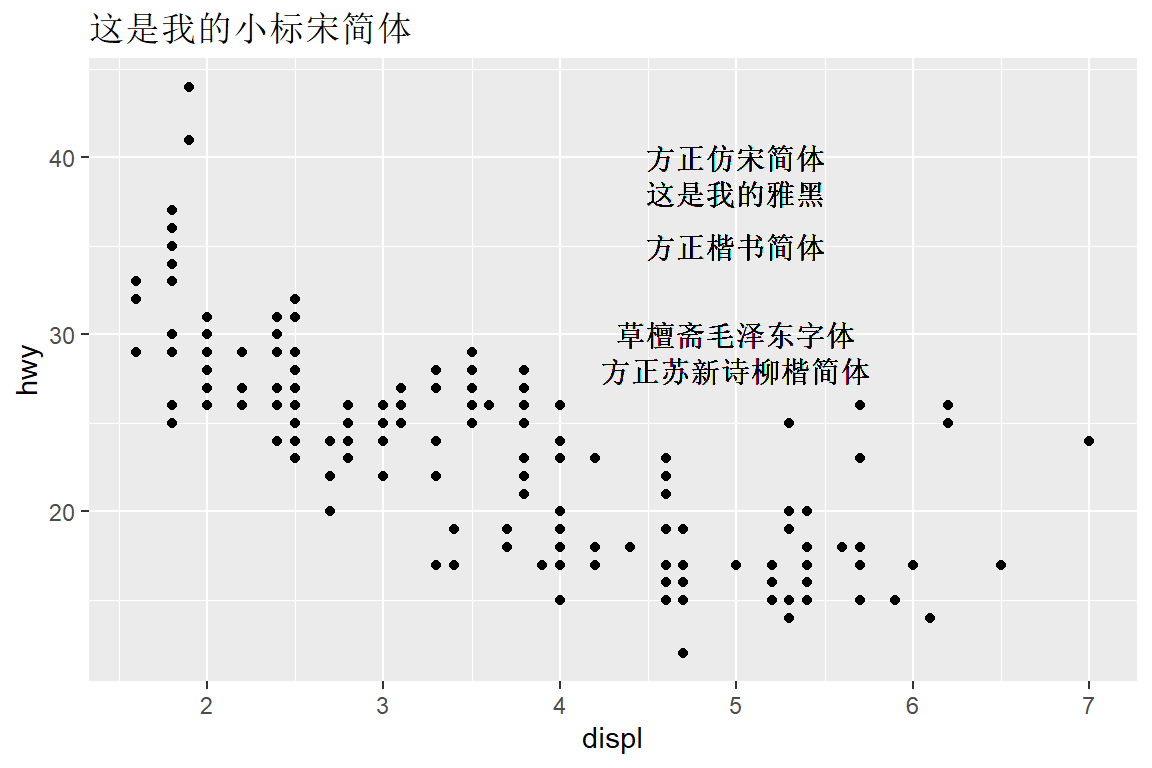 这是我的小标宋简体
40
30
20
hwy
方正仿宋简体
这是我的雅黑
方正楷书简体
草檀斋毛泽东字体
方正苏新诗柳楷简体
2 3 4 5 6 7
displ